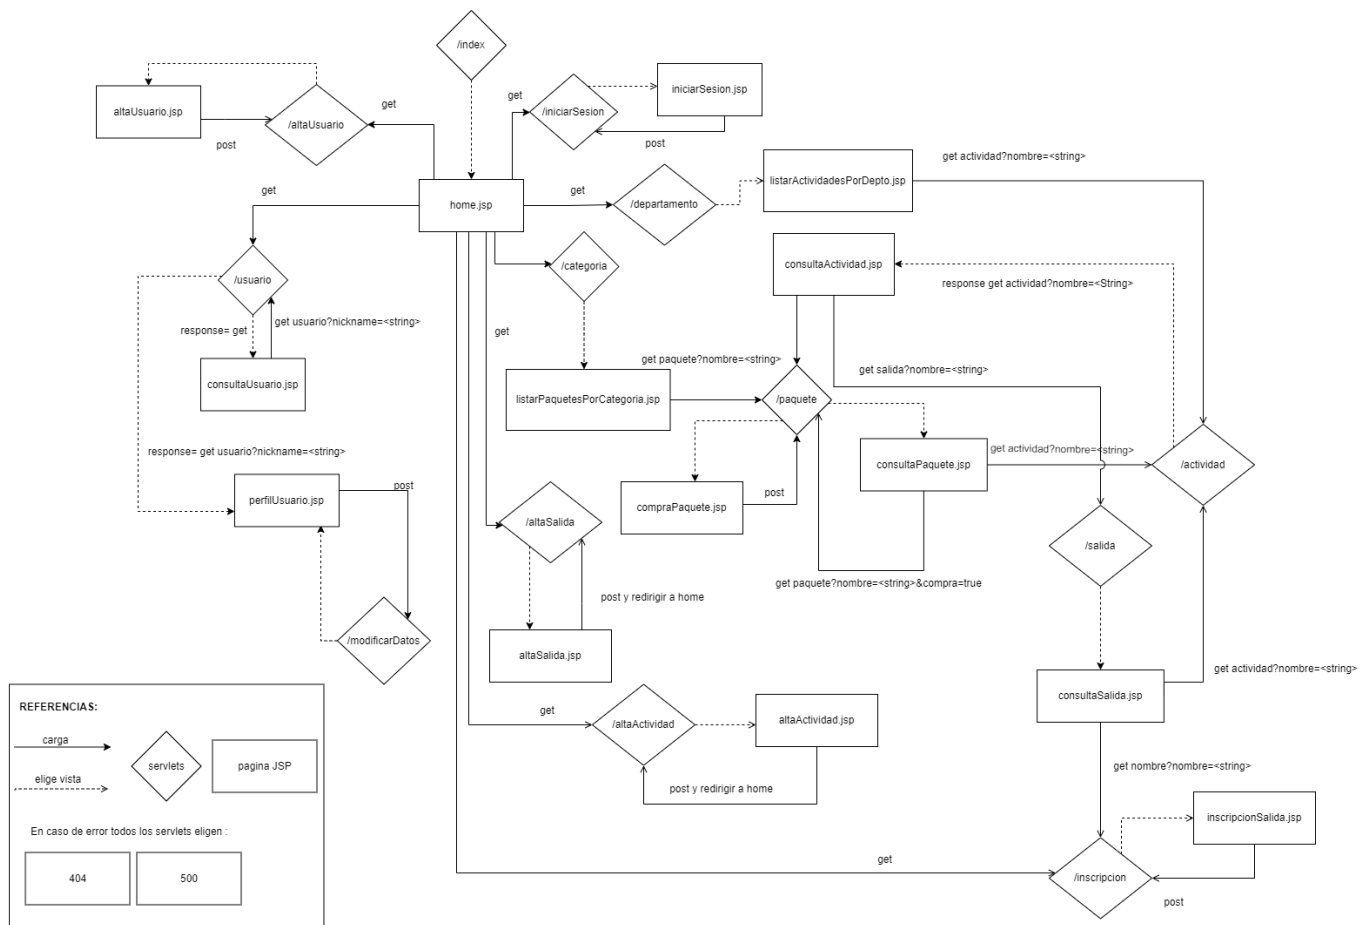 /index
iniciarSesion.jsp
get
/iniciarSesion
altaUsuario.jsp
get
/altaUsuario
post
post
get actividad?nombre=<string>
listarActividadesPorDepto.jsp
get
home.jsp
get
/departamento
consultaActividad.jsp
/categoria
/usuario
response get actividad?nombre=<String>
get usuario?nickname=<string>
response= get
get
get paquete?nombre=<string>
get salida?nombre=<string>
consultaUsuario.jsp
listarPaquetesPorCategoria.jsp
/paquete
response= get usuario?nickname=<string>
get actividad?nombre=<string>
consultaPaquete.jsp
/actividad
post
perfilUsuario.jsp
post
compraPaquete.jsp
/altaSalida
/salida
get paquete?nombre=<string>&compra=true
post y redirigir a home
/modificarDatos
altaSalida.jsp
get actividad?nombre=<string>
consultaSalida.jsp
get
/altaActividad
altaActividad.jsp
post y redirigir a home
get nombre?nombre=<string>
inscripcionSalida.jsp
get
/inscripcion
post
REFERENCIAS:
carga
servlets
pagina JSP
elige vista
En caso de error todos los servlets eligen :
404
500